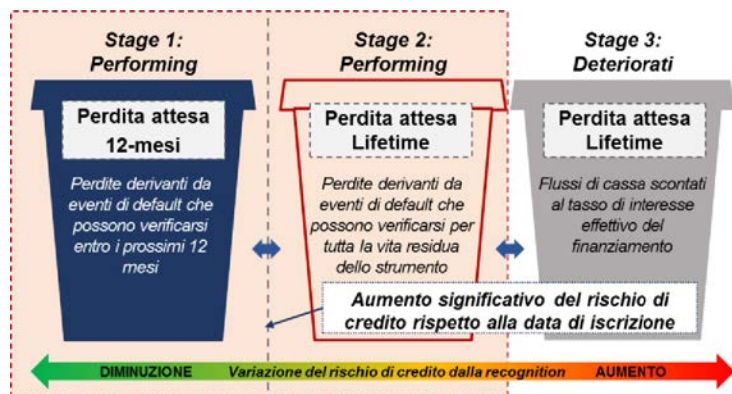 Stage 1:
Performing
Perdita attesa
12-mesi
Perdite derivanti da
eventi di default che
possono verificarsi
entro i prossimi 12
mesi
Stage 2:
Performing
Perdita attesa
Lifetime
Perdite derivanti da
eventi di default che
possono verificarsi per
tutta la vita residua
dello strumento
Stage 3:
Deteriorati
Perdita attesa
Lifetime
Flussi di cassa scontati
al tasso di interesse
effettivo del
finanziamento
Aumento significativo del rischio di
credito rispetto alla data di iscrizione
DIMINUZIONE Variazione del rischio di credito dalla recognition AUMENTO